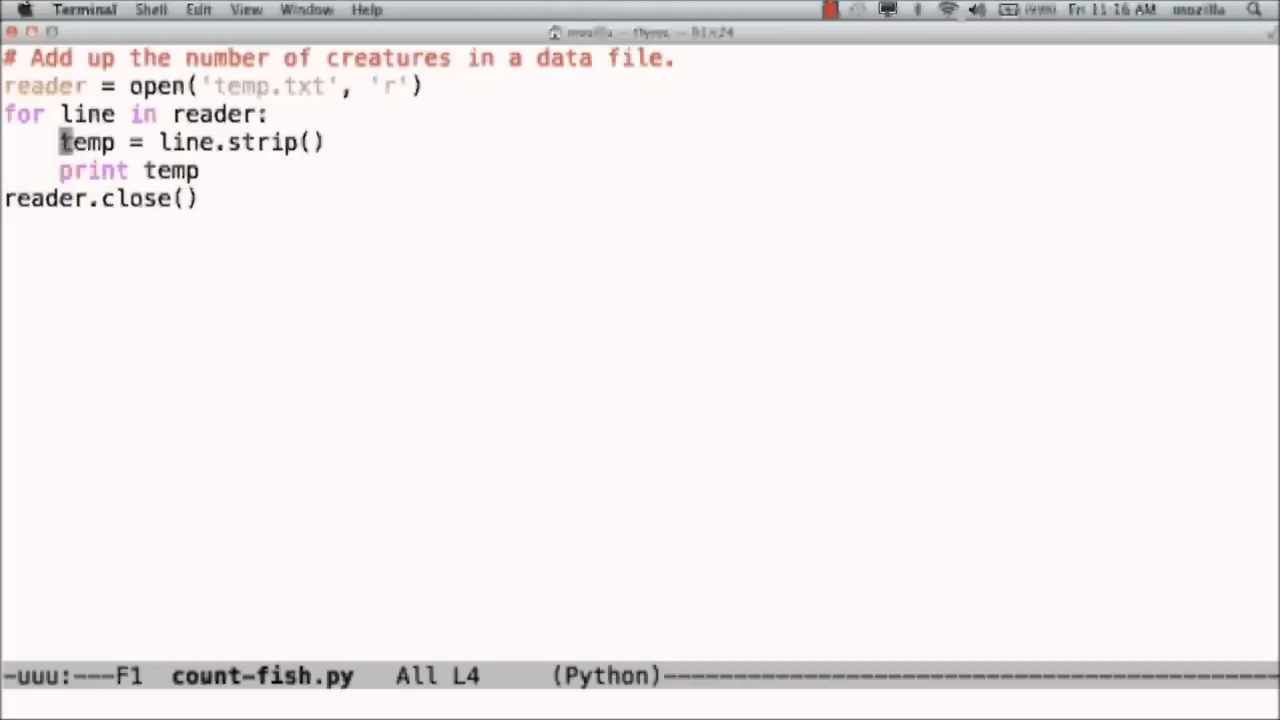 Terminal Shell Edit View Window Help Fri 11:16 AM mozilla
# Add up the number of creatures in a data file.
reader = open('temp.txt', 'r')
for line in reader:
    temp = line.strip()
    print temp
reader.close()
-uuu:---F1 count-fish.py All L4 (Python)--------------------------------------------